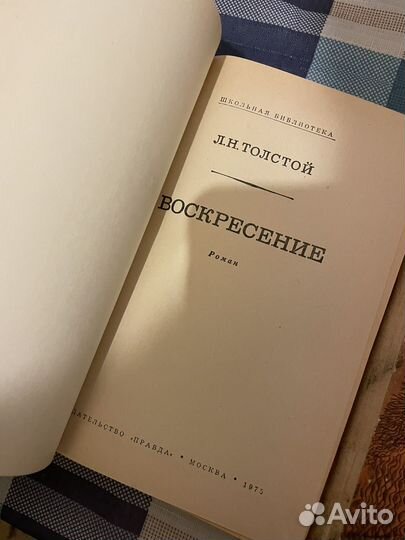 ШКОЛЬНАЯ БИБЛИОТЕКА
Л.Н.ТОЛСТОЙ
ВОСКРЕСЕНИЕ
Роман
ДАТЕЛЬСТВО «ПРАВДА» • МОСКВА • 1975
Avito